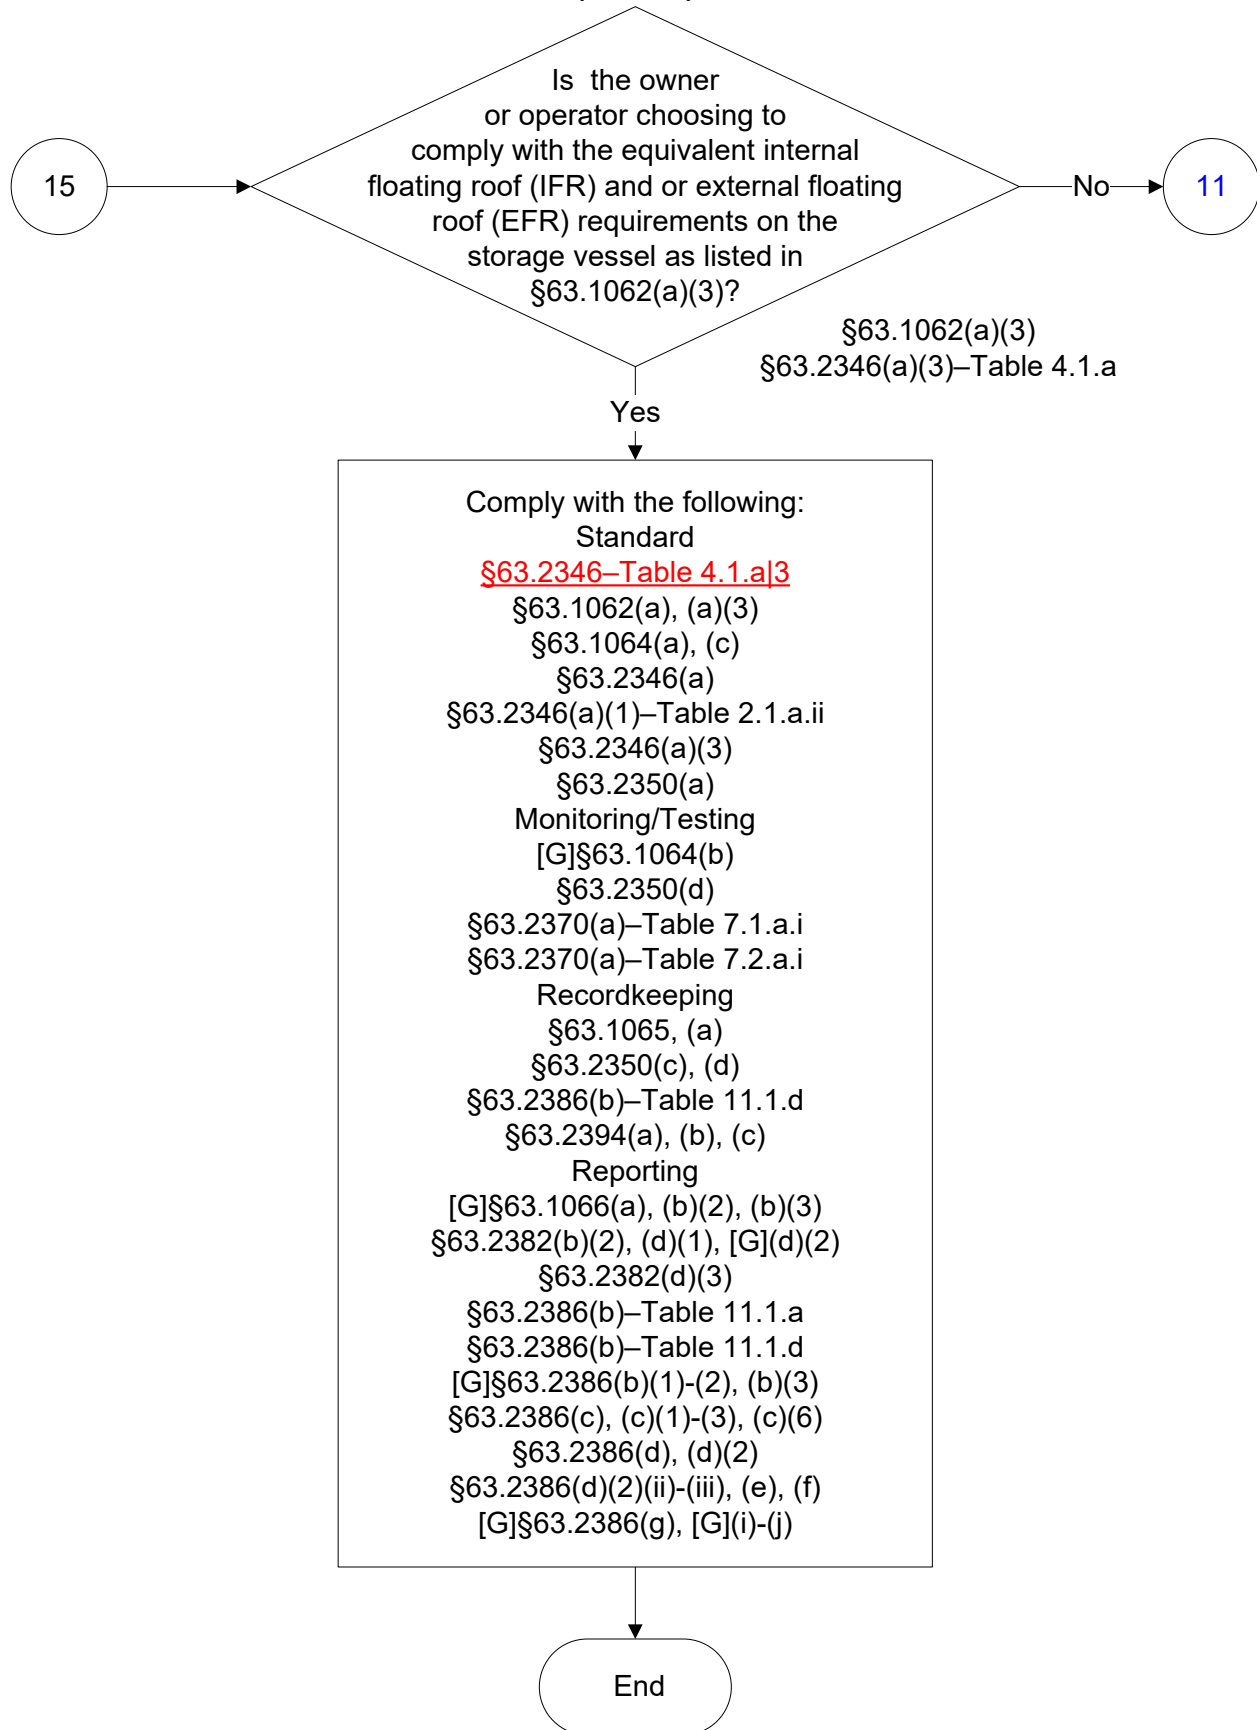 Is  the owner
or operator choosing to
comply with the equivalent internal
floating roof (IFR) and or external floating
roof (EFR) requirements on the
storage vessel as listed in
§63.1062(a)(3)?
15
No
11
§63.1062(a)(3)
§63.2346(a)(3)–Table 4.1.a
Yes
Comply with the following:
Standard
§63.2346–Table 4.1.a|3
§63.1062(a), (a)(3)
§63.1064(a), (c)
§63.2346(a)
§63.2346(a)(1)–Table 2.1.a.ii
§63.2346(a)(3)
§63.2350(a)
Monitoring/Testing
[G]§63.1064(b)
§63.2350(d)
§63.2370(a)–Table 7.1.a.i
§63.2370(a)–Table 7.2.a.i
Recordkeeping
§63.1065, (a)
§63.2350(c), (d)
§63.2386(b)–Table 11.1.d
§63.2394(a), (b), (c)
Reporting
[G]§63.1066(a), (b)(2), (b)(3)
§63.2382(b)(2), (d)(1), [G](d)(2)
§63.2382(d)(3)
§63.2386(b)–Table 11.1.a
§63.2386(b)–Table 11.1.d
[G]§63.2386(b)(1)-(2), (b)(3)
§63.2386(c), (c)(1)-(3), (c)(6)
§63.2386(d), (d)(2)
§63.2386(d)(2)(ii)-(iii), (e), (f)
[G]§63.2386(g), [G](i)-(j)
End